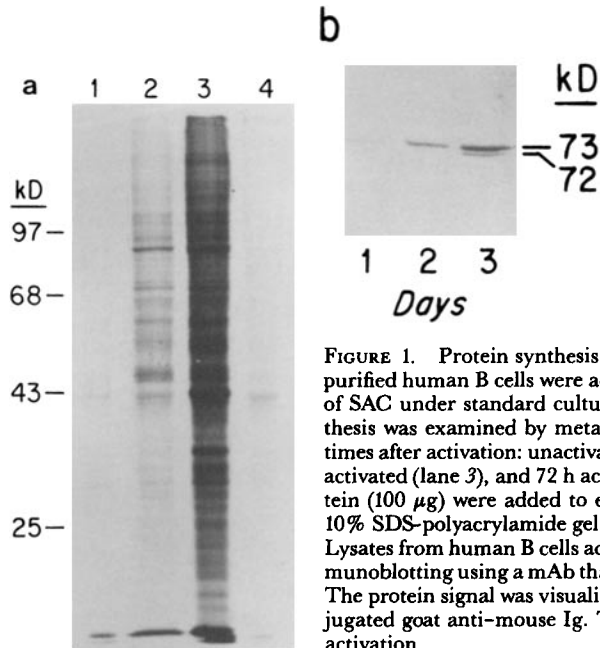 a
1 2 3 4
kD
97
68
43
25
b
kD
73
72
1 2 3
Days
FIGURE 1. Protein synthesis
purified human B cells were a
of SAC under standard cultu
thesis was examined by meta
times after activation: unactiva
activated (lane 3), and 72 h ac
tein (100 µg) were added to e
10% SDS-polyacrylamide gel
Lysates from human B cells ac
munoblotting using a mAb tha
The protein signal was visuali
jugated goat anti-mouse Ig. T
activation